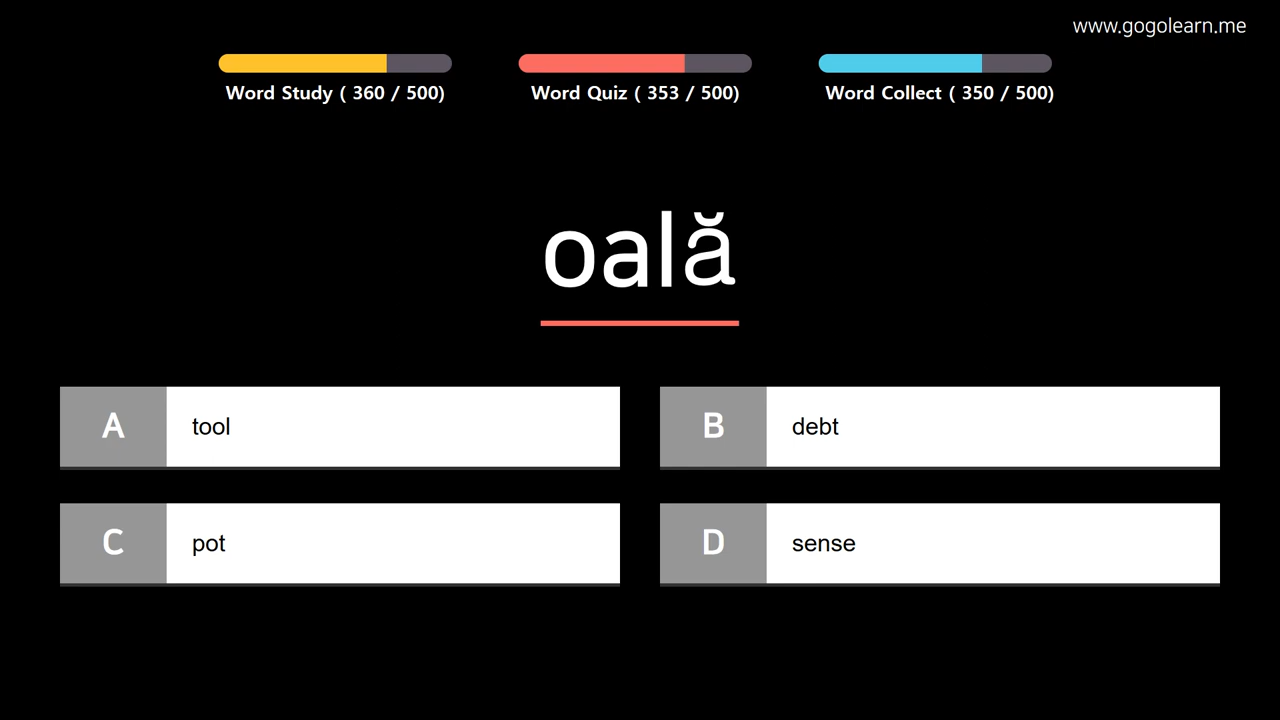 www.gogolearn.me
Word Study ( 360 / 500)
Word Quiz ( 353 / 500)
Word Collect ( 350 / 500)
oală
A tool
B debt
C pot
D sense